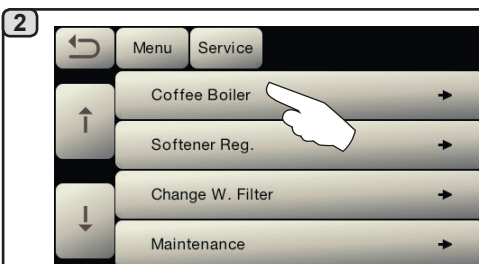 2
Menu Service
Coffee Boiler
Softener Reg.
Change W. Filter
Maintenance